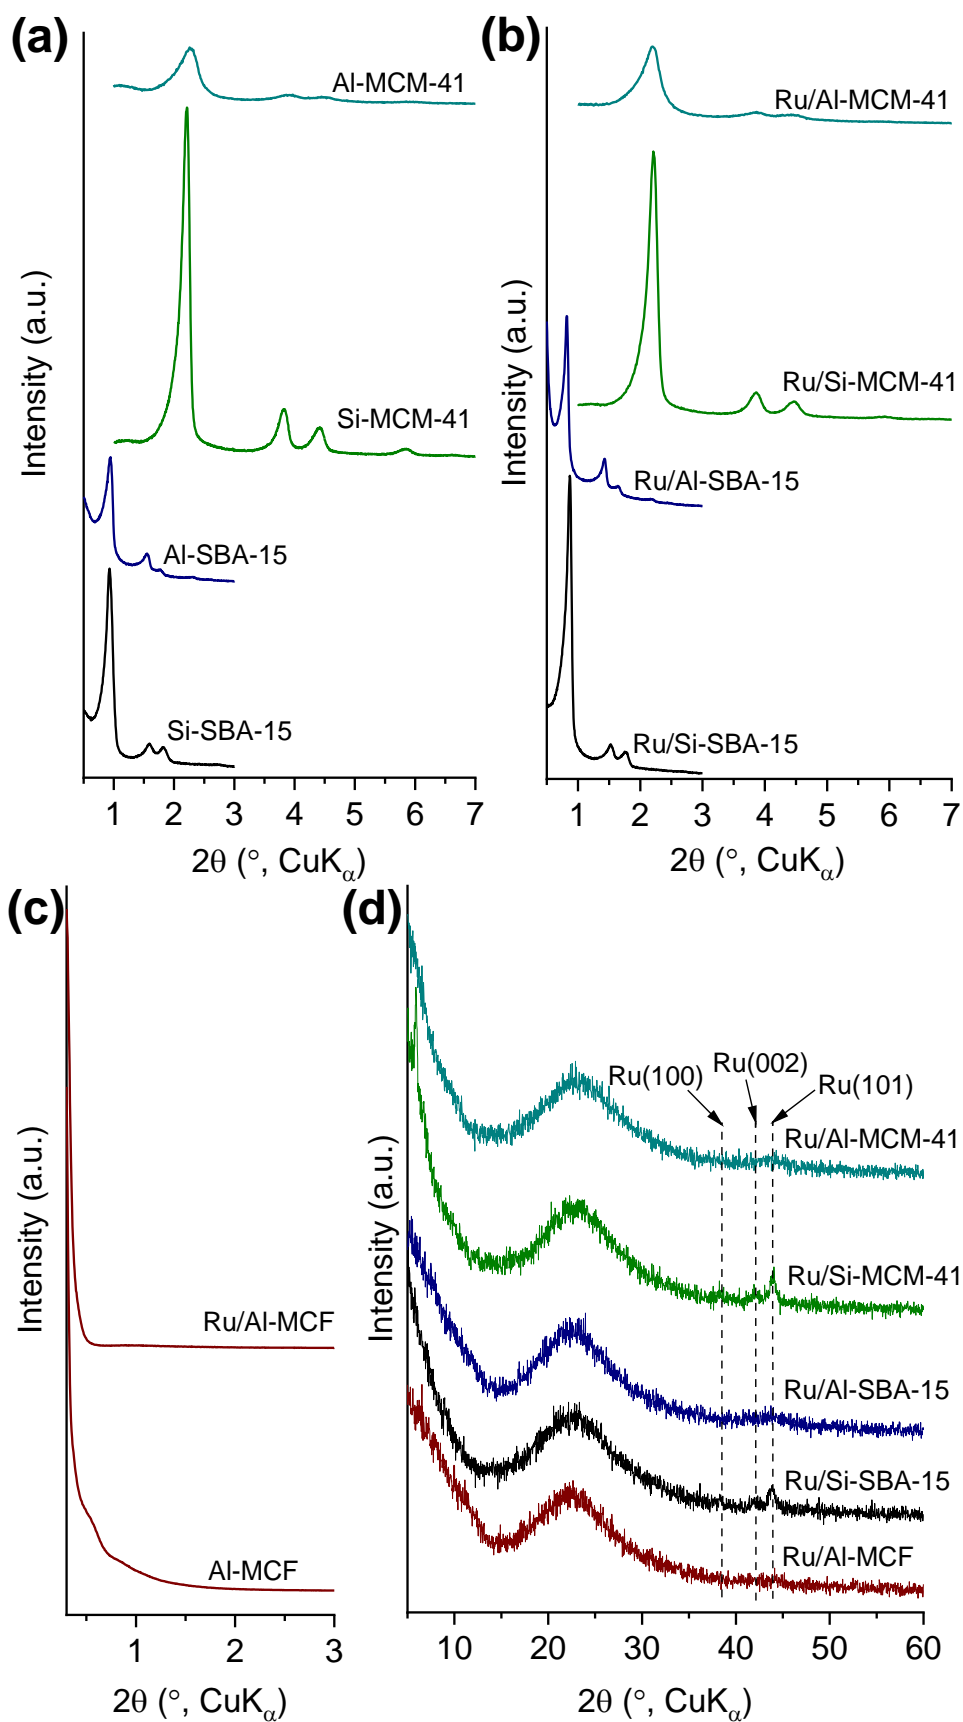 (a)
Intensity (a.u.)
Al-MCM-41
Si-MCM-41
Al-SBA-15
Si-SBA-15
1 2 3 4 5 6 7
2θ (°, CuKα)
(b)
Intensity (a.u.)
Ru/Al-MCM-41
Ru/Si-MCM-41
Ru/Al-SBA-15
Ru/Si-SBA-15
1 2 3 4 5 6 7
2θ (°, CuKα)
(c)
Intensity (a.u.)
Ru/Al-MCF
Al-MCF
1 2 3
2θ (°, CuKα)
(d)
Intensity (a.u.)
Ru(100)
Ru(002)
Ru(101)
Ru/Al-MCM-41
Ru/Si-MCM-41
Ru/Al-SBA-15
Ru/Si-SBA-15
Ru/Al-MCF
10 20 30 40 50 60
2θ (°, CuKα)